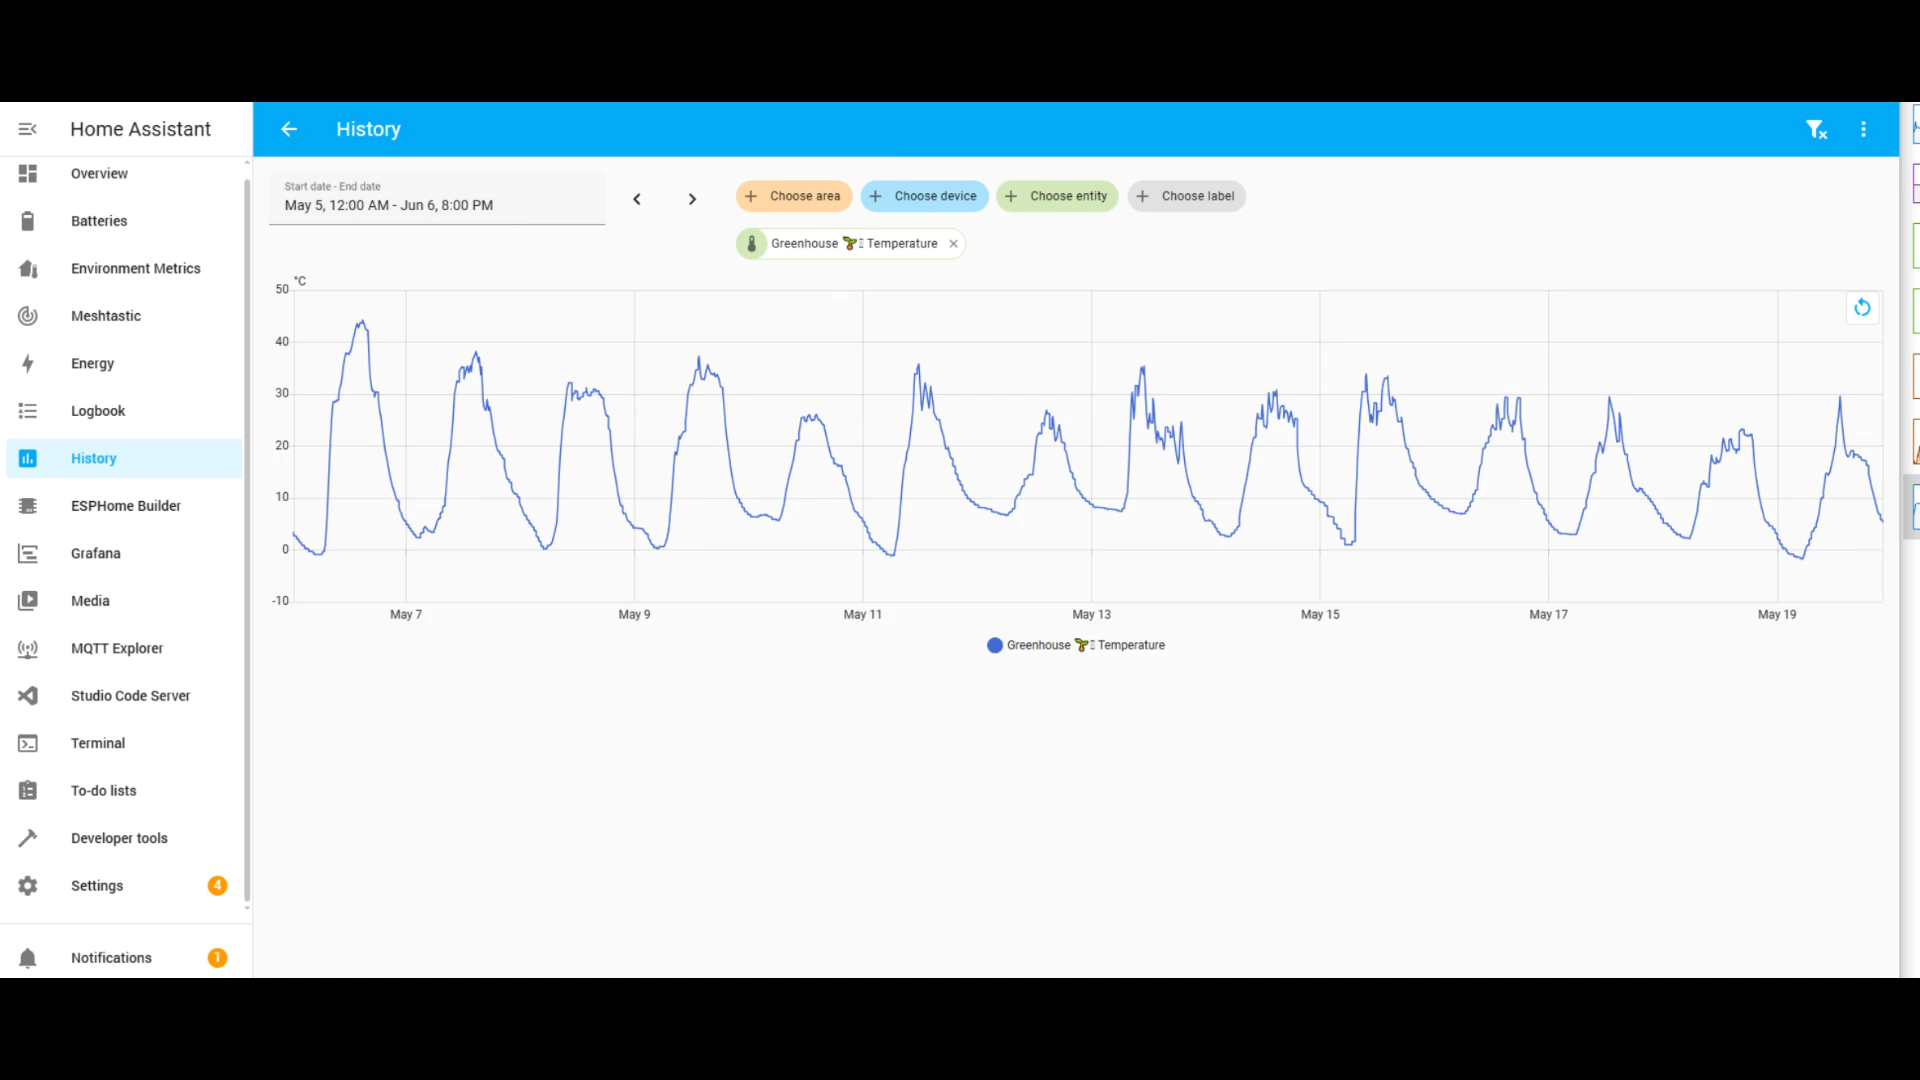 Home Assistant
History
Overview
Batteries
Environment Metrics
Meshtastic
Energy
Logbook
History
ESPHome Builder
Grafana
Media
MQTT Explorer
Studio Code Server
Terminal
To-do lists
Developer tools
Settings 4
Notifications 1
Start date - End date
May 5, 12:00 AM - Jun 6, 8:00 PM
Choose area
Choose device
Choose entity
Choose label
Greenhouse 🌱 Temperature
°C
50
40
30
20
10
0
-10
May 7 May 9 May 11 May 13 May 15 May 17 May 19
Greenhouse 🌱 Temperature